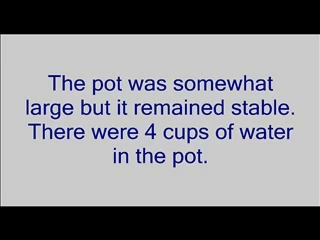 The pot was somewhat
large but it remained stable.
There were 4 cups of water
in the pot.